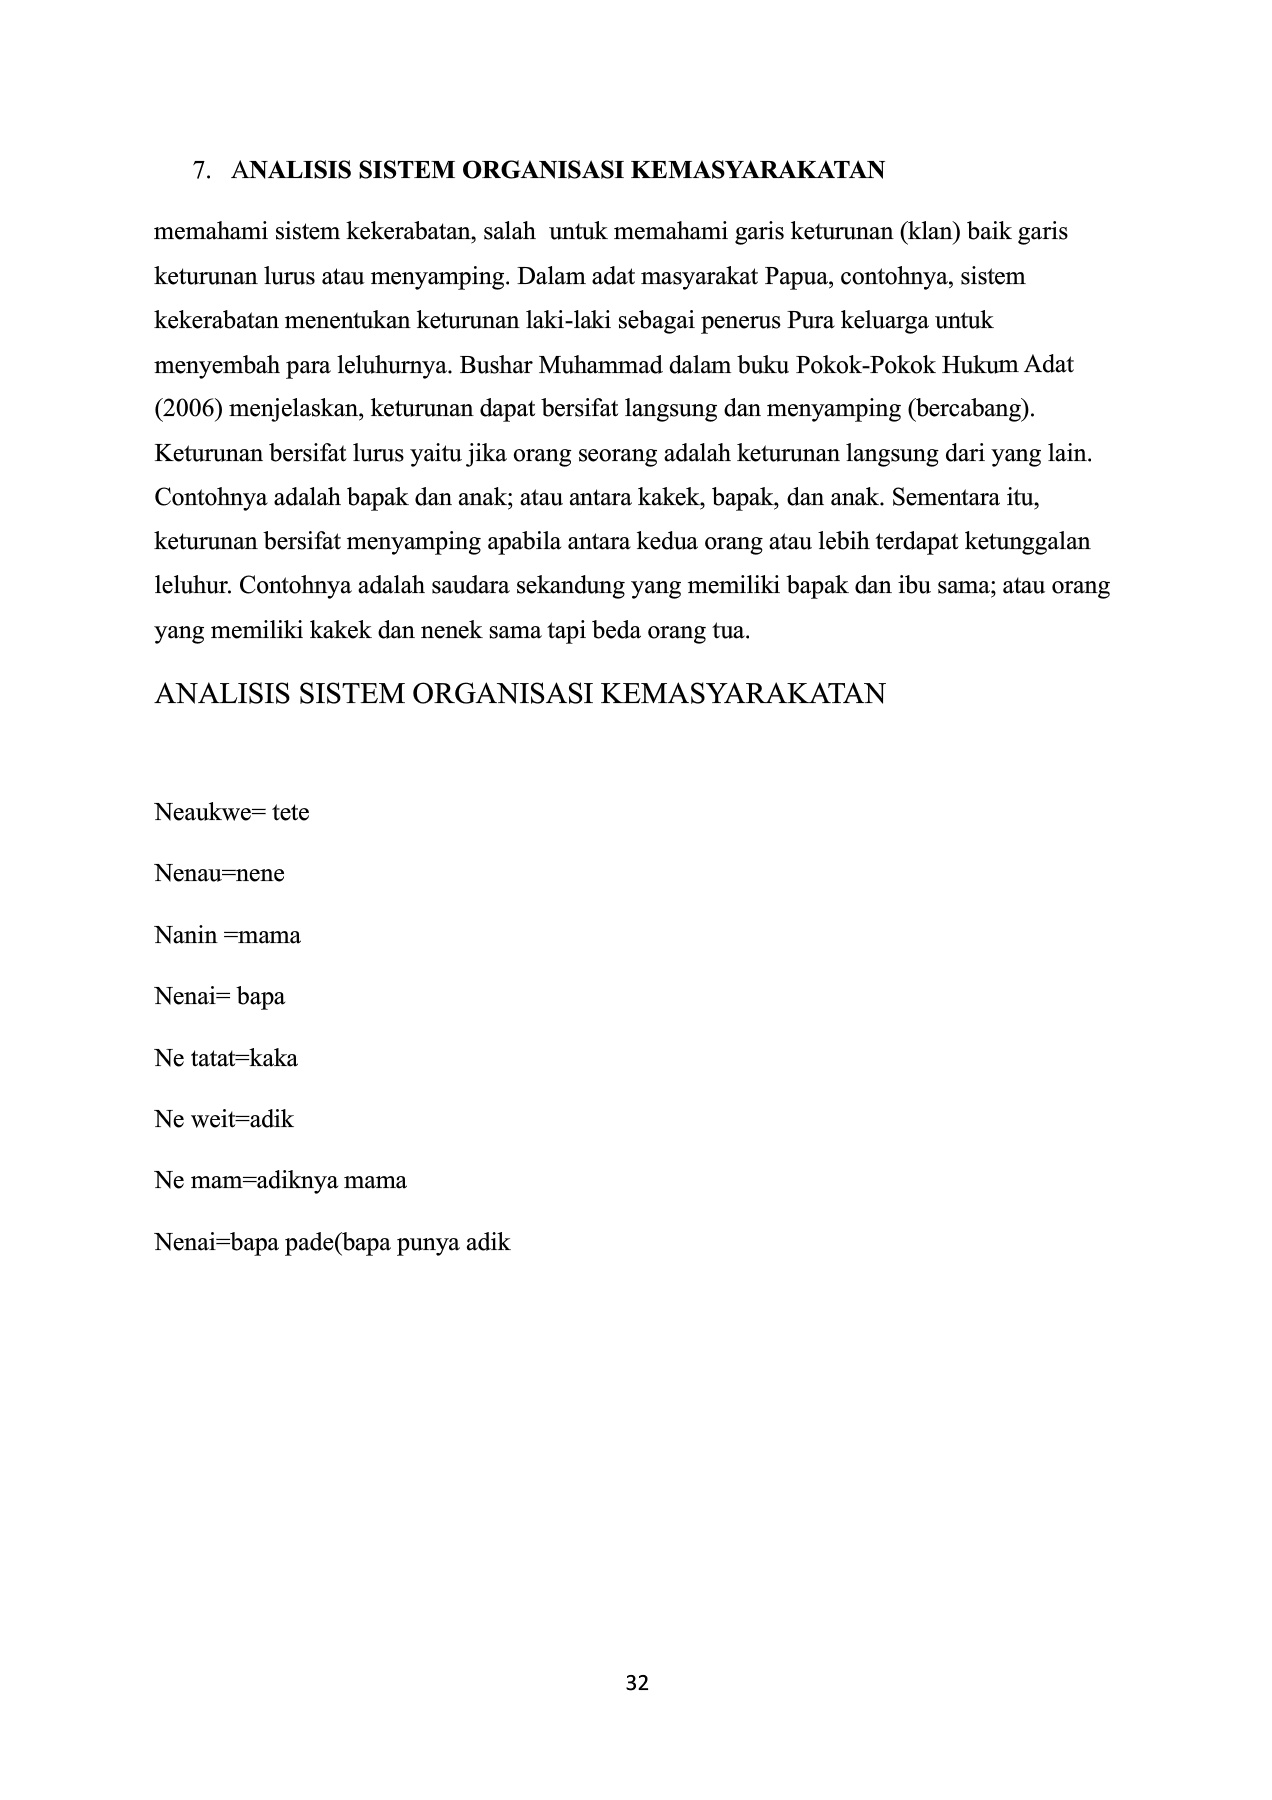 7. ANALISIS SISTEM ORGANISASI KEMASYARAKATAN
memahami sistem kekerabatan, salah  untuk memahami garis keturunan (klan) baik garis
keturunan lurus atau menyamping. Dalam adat masyarakat Papua, contohnya, sistem
kekerabatan menentukan keturunan laki-laki sebagai penerus Pura keluarga untuk
menyembah para leluhurnya. Bushar Muhammad dalam buku Pokok-Pokok Hukum Adat
(2006) menjelaskan, keturunan dapat bersifat langsung dan menyamping (bercabang).
Keturunan bersifat lurus yaitu jika orang seorang adalah keturunan langsung dari yang lain.
Contohnya adalah bapak dan anak; atau antara kakek, bapak, dan anak. Sementara itu,
keturunan bersifat menyamping apabila antara kedua orang atau lebih terdapat ketunggalan
leluhur. Contohnya adalah saudara sekandung yang memiliki bapak dan ibu sama; atau orang
yang memiliki kakek dan nenek sama tapi beda orang tua.
ANALISIS SISTEM ORGANISASI KEMASYARAKATAN
Neaukwe= tete
Nenau=nene
Nanin =mama
Nenai= bapa
Ne tatat=kaka
Ne weit=adik
Ne mam=adiknya mama
Nenai=bapa pade(bapa punya adik
32